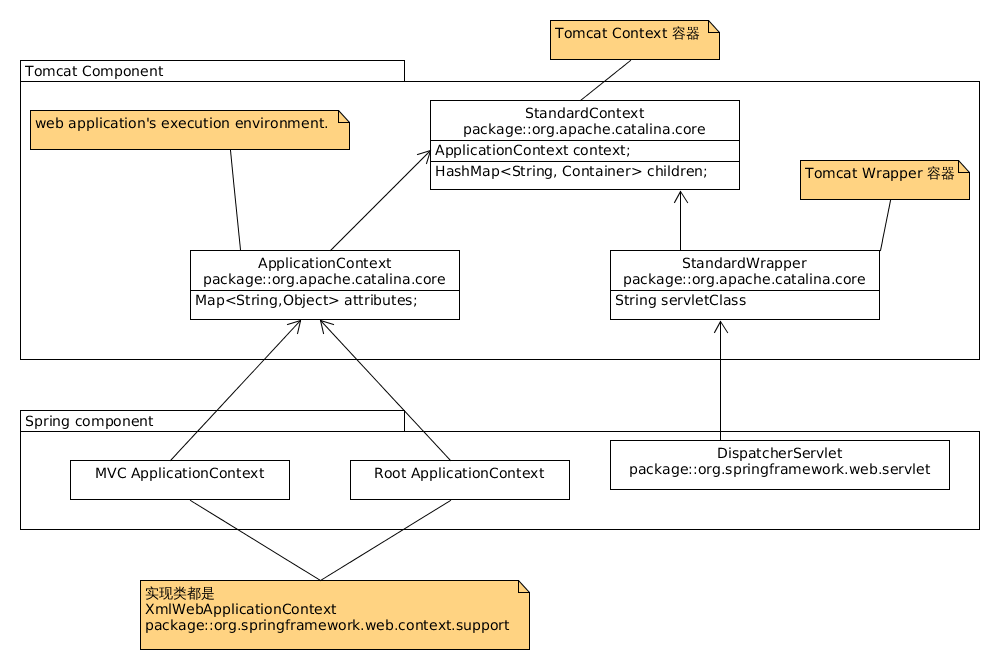 Tomcat Context 容器
Tomcat Component
web application's execution environment.
StandardContext
package::org.apache.catalina.core
ApplicationContext context;
HashMap<String, Container> children;
Tomcat Wrapper 容器
ApplicationContext
package::org.apache.catalina.core
Map<String,Object> attributes;
StandardWrapper
package::org.apache.catalina.core
String servletClass
Spring component
MVC ApplicationContext
Root ApplicationContext
DispatcherServlet
package::org.springframework.web.servlet
实现类都是
XmlWebApplicationContext
package::org.springframework.web.context.support